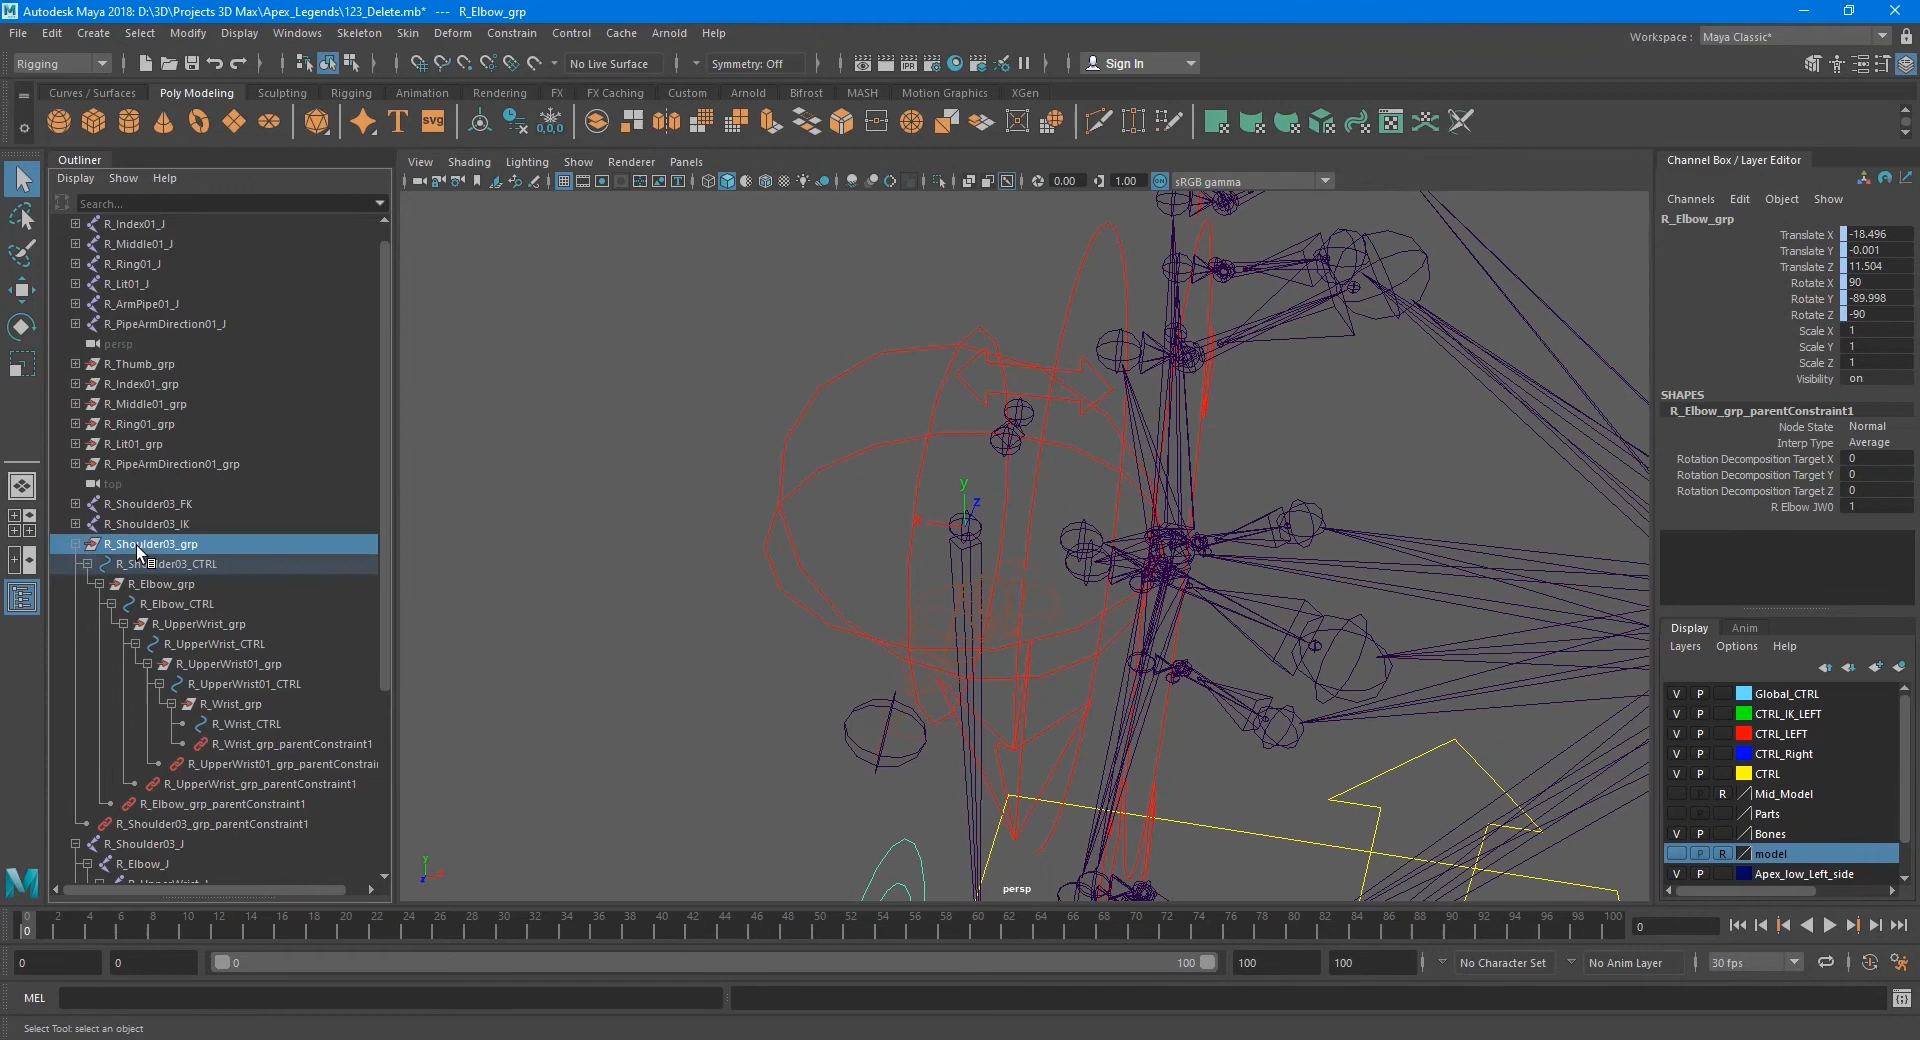 Autodesk Maya 2018: D:\3D\Projects 3D Max\Apex_Legends\123_Delete.mb* --- R_Elbow_grp
File Edit Create Select Modify Display Windows Skeleton Skin Deform Constrain Control Cache Arnold Help
Workspace : Maya Classic*
Rigging No Live Surface Symmetry: Off Sign In
Curves / Surfaces Poly Modeling Sculpting Rigging Animation Rendering FX FX Caching Custom Arnold Bifrost MASH Motion Graphics XGen
T svg 0,0,0
Outliner
Display Show Help
Search...
R_Index01_J
R_Middle01_J
R_Ring01_J
R_Lit01_J
R_ArmPipe01_J
R_PipeArmDirection01_J
persp
R_Thumb_grp
R_Index01_grp
R_Middle01_grp
R_Ring01_grp
R_Lit01_grp
R_PipeArmDirection01_grp
top
R_Shoulder03_FK
R_Shoulder03_IK
R_Shoulder03_grp
R_Shoulder03_CTRL
R_Elbow_grp
R_Elbow_CTRL
R_UpperWrist_grp
R_UpperWrist_CTRL
R_UpperWrist01_grp
R_UpperWrist01_CTRL
R_Wrist_grp
R_Wrist_CTRL
R_Wrist_grp_parentConstraint1
R_UpperWrist01_grp_parentConstrai
R_UpperWrist_grp_parentConstraint1
R_Elbow_grp_parentConstraint1
R_Shoulder03_grp_parentConstraint1
R_Shoulder03_J
R_Elbow_J
View Shading Lighting Show Renderer Panels
0.00 1.00 sRGB gamma
y
z
x
y
persp
Channel Box / Layer Editor
Channels Edit Object Show
R_Elbow_grp
Translate X -18.496
Translate Y -0.001
Translate Z 11.504
Rotate X 90
Rotate Y -89.998
Rotate Z -90
Scale X 1
Scale Y 1
Scale Z 1
Visibility on
SHAPES
R_Elbow_grp_parentConstraint1
Node State Normal
Interp Type Average
Rotation Decomposition Target X 0
Rotation Decomposition Target Y 0
Rotation Decomposition Target Z 0
R Elbow JW0 1
Display Anim
Layers Options Help
V P Global_CTRL
V P CTRL_IK_LEFT
V P CTRL_LEFT
V P CTRL_Right
V P CTRL
P R Mid_Model
P Parts
V P Bones
P R model
V P Apex_low_Left_side
0 2 4 6 8 10 12 14 16 18 20 22 24 26 28 30 32 34 36 38 40 42 44 46 48 50 52 54 56 58 60 62 64 66 68 70 72 74 76 78 80 82 84 86 88 90 92 94 96 98 100
0 0
0 0 0 100 100 100 No Character Set No Anim Layer 30 fps
MEL
Select Tool: select an object